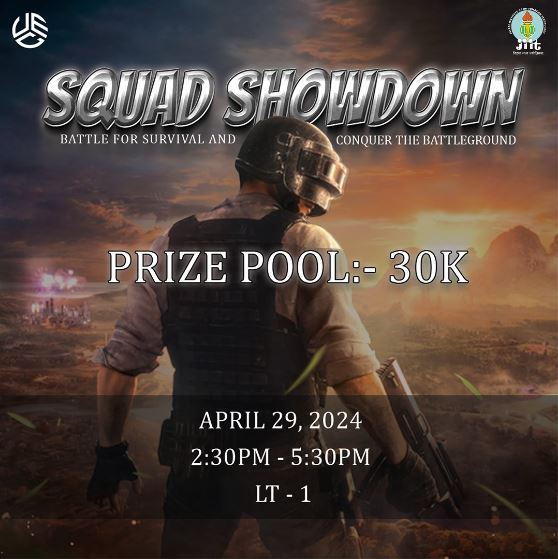 JIIT
SQUAD SHOWDOWN
BATTLE FOR SURVIVAL AND CONQUER THE BATTLEGROUND
PRIZE POOL:- 30K
APRIL 29, 2024
2:30PM - 5:30PM
LT - 1